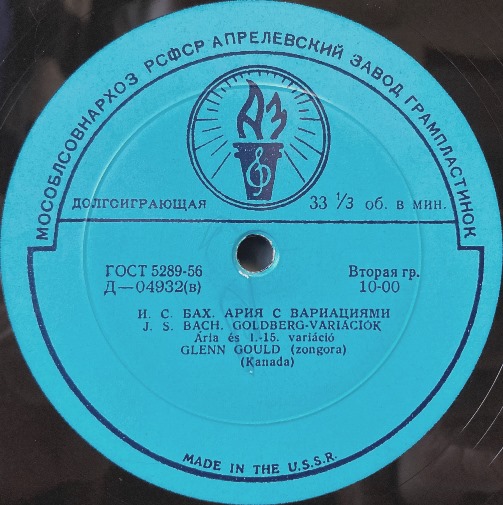 МОСОБЛСОВНАРХОЗ РСФСР АПРЕЛЕВСКИЙ ЗАВОД ГРАМПЛАСТИНОК
АЗ
ДОЛГОИГРАЮЩАЯ 33 1/3 об. в мин.
ГОСТ 5289-56 Вторая гр.
Д—04932(в) 10-00
И. С. БАХ. АРИЯ С ВАРИАЦИЯМИ
J. S. BACH. GOLDBERG-VARIÁCIÓK
Ária és 1.-15. variáció
GLENN GOULD (zongora)
(Kanada)
MADE IN THE U.S.S.R.